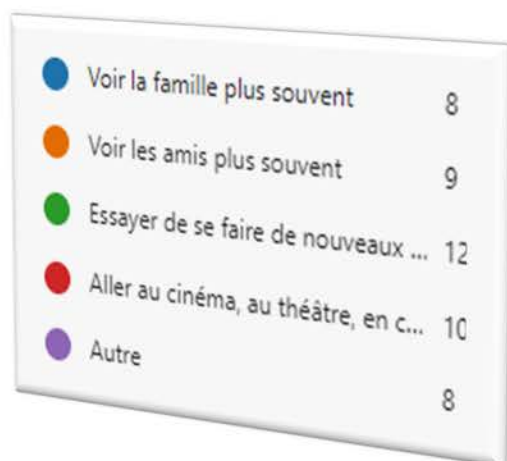 Voir la famille plus souvent 8
Voir les amis plus souvent 9
Essayer de se faire de nouveaux ... 12
Aller au cinéma, au théâtre, en c... 10
Autre 8